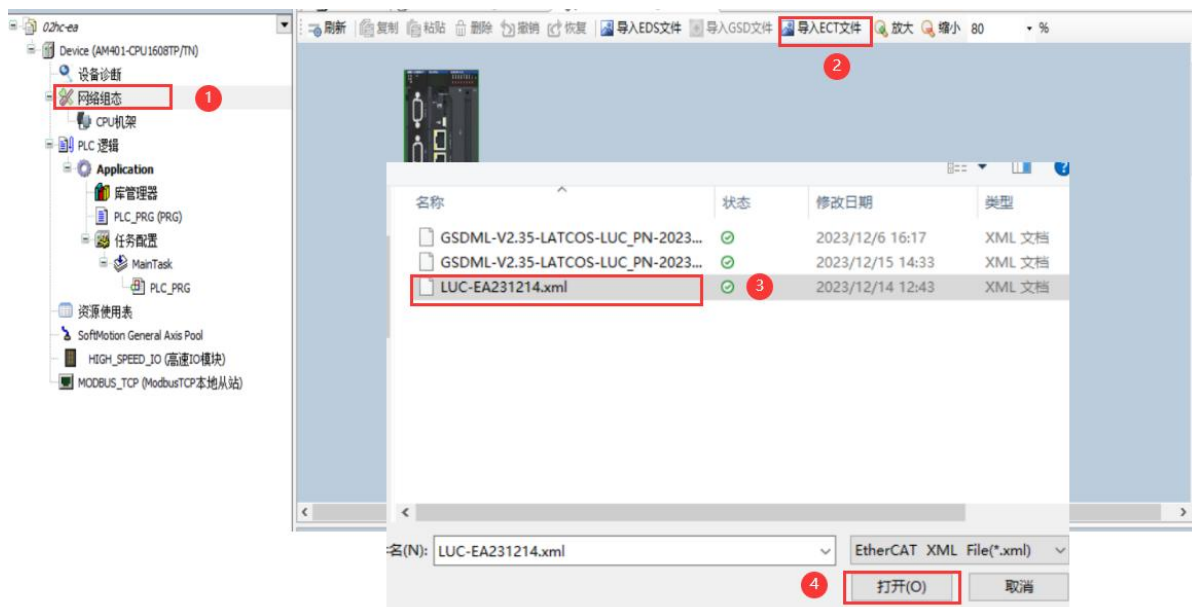 02hc-ea
Device (AM401-CPU1608TP/TN)
设备诊断
网络组态
1
CPU机架
PLC 逻辑
Application
库管理器
PLC_PRG (PRG)
任务配置
MainTask
PLC_PRG
资源使用表
SoftMotion General Axis Pool
HIGH_SPEED_IO (高速IO模块)
MODBUS_TCP (ModbusTCP本地从站)
刷新 复制 粘贴 删除 撤销 恢复 导入EDS文件 导入GSD文件 导入ECT文件 放大 缩小 80 %
2
名称 状态 修改日期 类型
GSDML-V2.35-LATCOS-LUC_PN-2023... 2023/12/6 16:17 XML 文档
GSDML-V2.35-LATCOS-LUC_PN-2023... 2023/12/15 14:33 XML 文档
LUC-EA231214.xml 3 2023/12/14 12:43 XML 文档
名(N): LUC-EA231214.xml EtherCAT XML File(*.xml)
4 打开(O) 取消